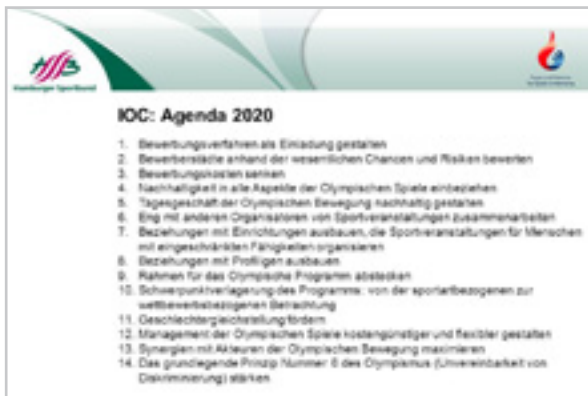 Hamburger Sportbund
IOC: Agenda 2020
1. Bewerbungsverfahren als Einladung gestalten
2. Bewerberstädte anhand der wesentlichen Chancen und Risiken bewerten
3. Bewerbungskosten senken
4. Nachhaltigkeit in alle Aspekte der Olympischen Spiele einbeziehen
5. Tagesgeschäft der Olympischen Bewegung nachhaltig gestalten
6. Eng mit anderen Organisatoren von Sportveranstaltungen zusammenarbeiten
7. Beziehungen mit Einrichtungen ausbauen, die Sportveranstaltungen für Menschen
mit eingeschränkten Fähigkeiten organisieren
8. Beziehungen mit Profiligen ausbauen
9. Rahmen für das Olympische Programm abstecken
10. Schwerpunktverlagerung des Programms: von der sportartbezogenen zur
wettbewerbsbezogenen Betrachtung
11. Geschlechtergleichstellung fördern
12. Management der Olympischen Spiele kostengünstiger und flexibler gestalten
13. Synergien mit Akteuren der Olympischen Bewegung maximieren
14. Das grundlegende Prinzip Nummer 6 des Olympismus (Unvereinbarkeit von
Diskriminierung) stärken